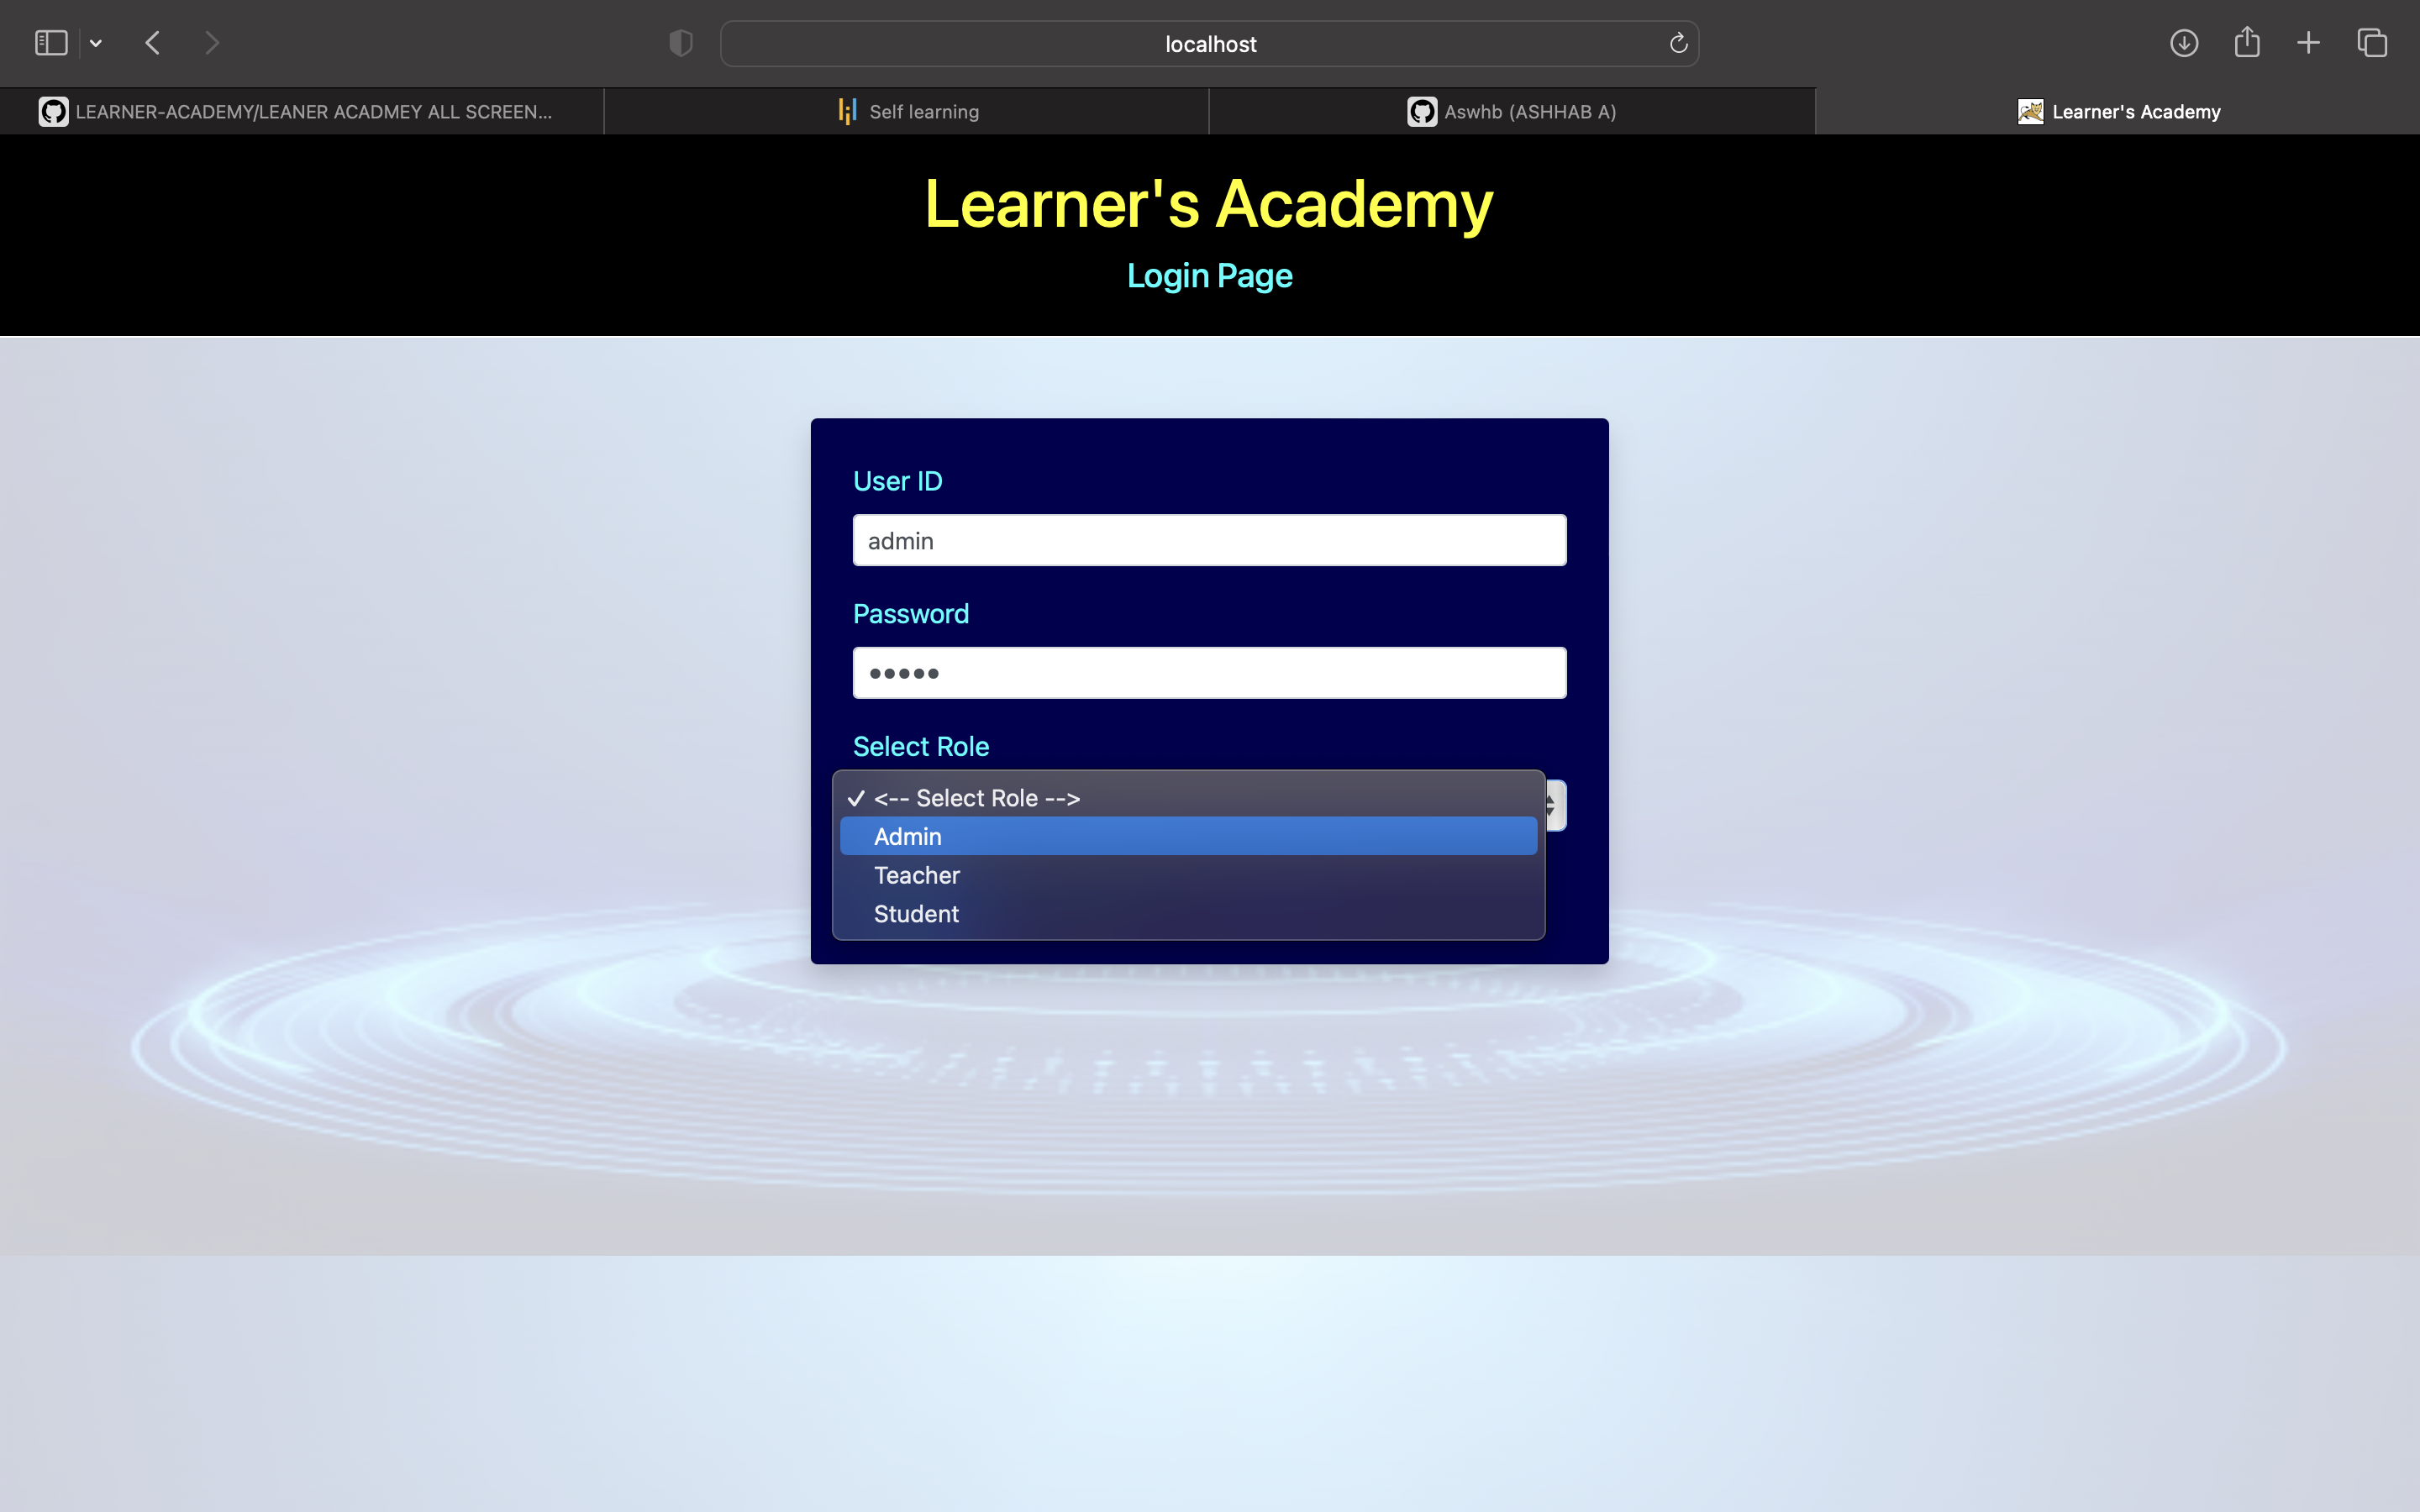 localhost
LEARNER-ACADEMY/LEANER ACADMEY ALL SCREEN...
Self learning
Aswhb (ASHHAB A)
Learner's Academy
Learner's Academy
Login Page
User ID
admin
Password
Select Role
✓ <-- Select Role -->
Admin
Teacher
Student